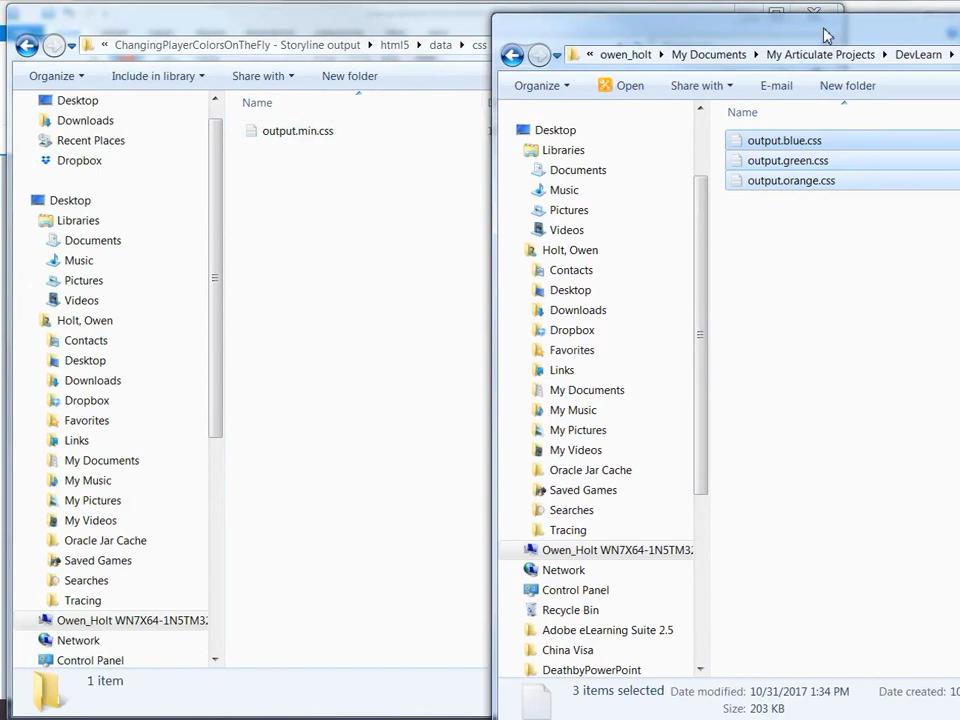 « ChangingPlayerColorsOnTheFly - Storyline output html5 data css
Organize Include in library Share with New folder
Desktop
Downloads
Recent Places
Dropbox
Desktop
Libraries
Documents
Music
Pictures
Videos
Holt, Owen
Contacts
Desktop
Downloads
Dropbox
Favorites
Links
My Documents
My Music
My Pictures
My Videos
Oracle Jar Cache
Saved Games
Searches
Tracing
Owen_Holt WN7X64-1N5TM32
Network
Control Panel
Name
output.min.css
1 item
« owen_holt My Documents My Articulate Projects DevLearn
Organize Open Share with E-mail New folder
Desktop
Libraries
Documents
Music
Pictures
Videos
Holt, Owen
Contacts
Desktop
Downloads
Dropbox
Favorites
Links
My Documents
My Music
My Pictures
My Videos
Oracle Jar Cache
Saved Games
Searches
Tracing
Owen_Holt WN7X64-1N5TM32
Network
Control Panel
Recycle Bin
Adobe eLearning Suite 2.5
China Visa
DeathbyPowerPoint
Name
output.blue.css
output.green.css
output.orange.css
3 items selected Date modified: 10/31/2017 1:34 PM Date created: 10
Size: 203 KB